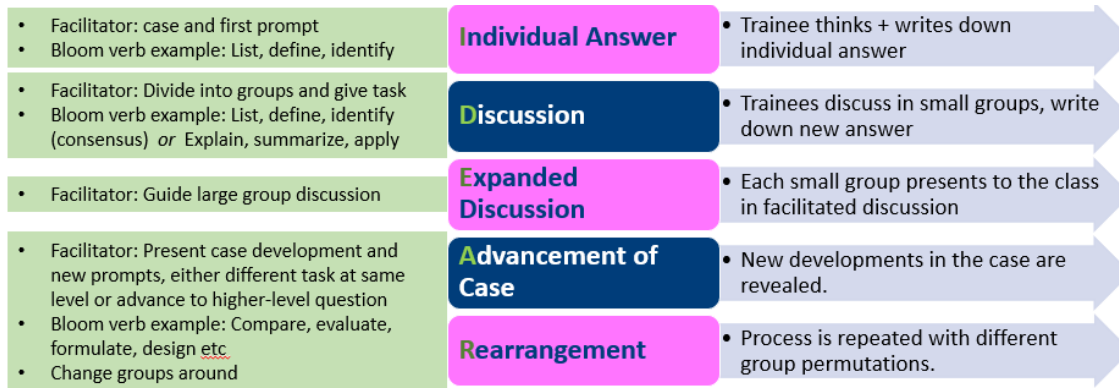 • Facilitator: case and first prompt
• Bloom verb example: List, define, identify
Individual Answer
• Trainee thinks + writes down
individual answer
• Facilitator: Divide into groups and give task
• Bloom verb example: List, define, identify
(consensus) or Explain, summarize, apply
Discussion
• Trainees discuss in small groups, write
down new answer
• Facilitator: Guide large group discussion
Expanded
Discussion
• Each small group presents to the class
in facilitated discussion
• Facilitator: Present case development and
new prompts, either different task at same
level or advance to higher-level question
• Bloom verb example: Compare, evaluate,
formulate, design etc
• Change groups around
Advancement of
Case
• New developments in the case are
revealed.
Rearrangement
• Process is repeated with different
group permutations.